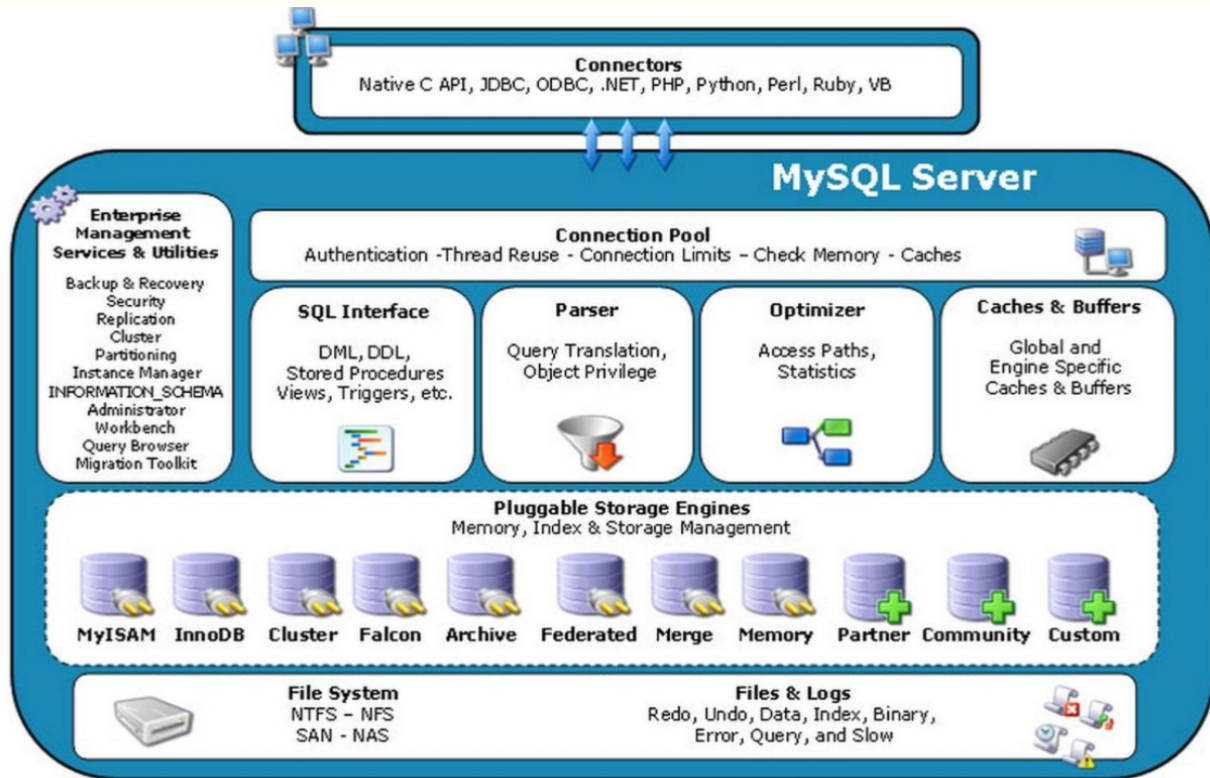 Connectors
Native C API, JDBC, ODBC, .NET, PHP, Python, Perl, Ruby, VB
MySQL Server
Enterprise
Management
Services & Utilities
Backup & Recovery
Security
Replication
Cluster
Partitioning
Instance Manager
INFORMATION_SCHEMA
Administrator
Workbench
Query Browser
Migration Toolkit
Connection Pool
Authentication -Thread Reuse - Connection Limits – Check Memory - Caches
SQL Interface
DML, DDL,
Stored Procedures
Views, Triggers, etc.
Parser
Query Translation,
Object Privilege
Optimizer
Access Paths,
Statistics
Caches & Buffers
Global and
Engine Specific
Caches & Buffers
Pluggable Storage Engines
Memory, Index & Storage Management
MyISAM InnoDB Cluster Falcon Archive Federated Merge Memory Partner Community Custom
File System
NTFS – NFS
SAN - NAS
Files & Logs
Redo, Undo, Data, Index, Binary,
Error, Query, and Slow